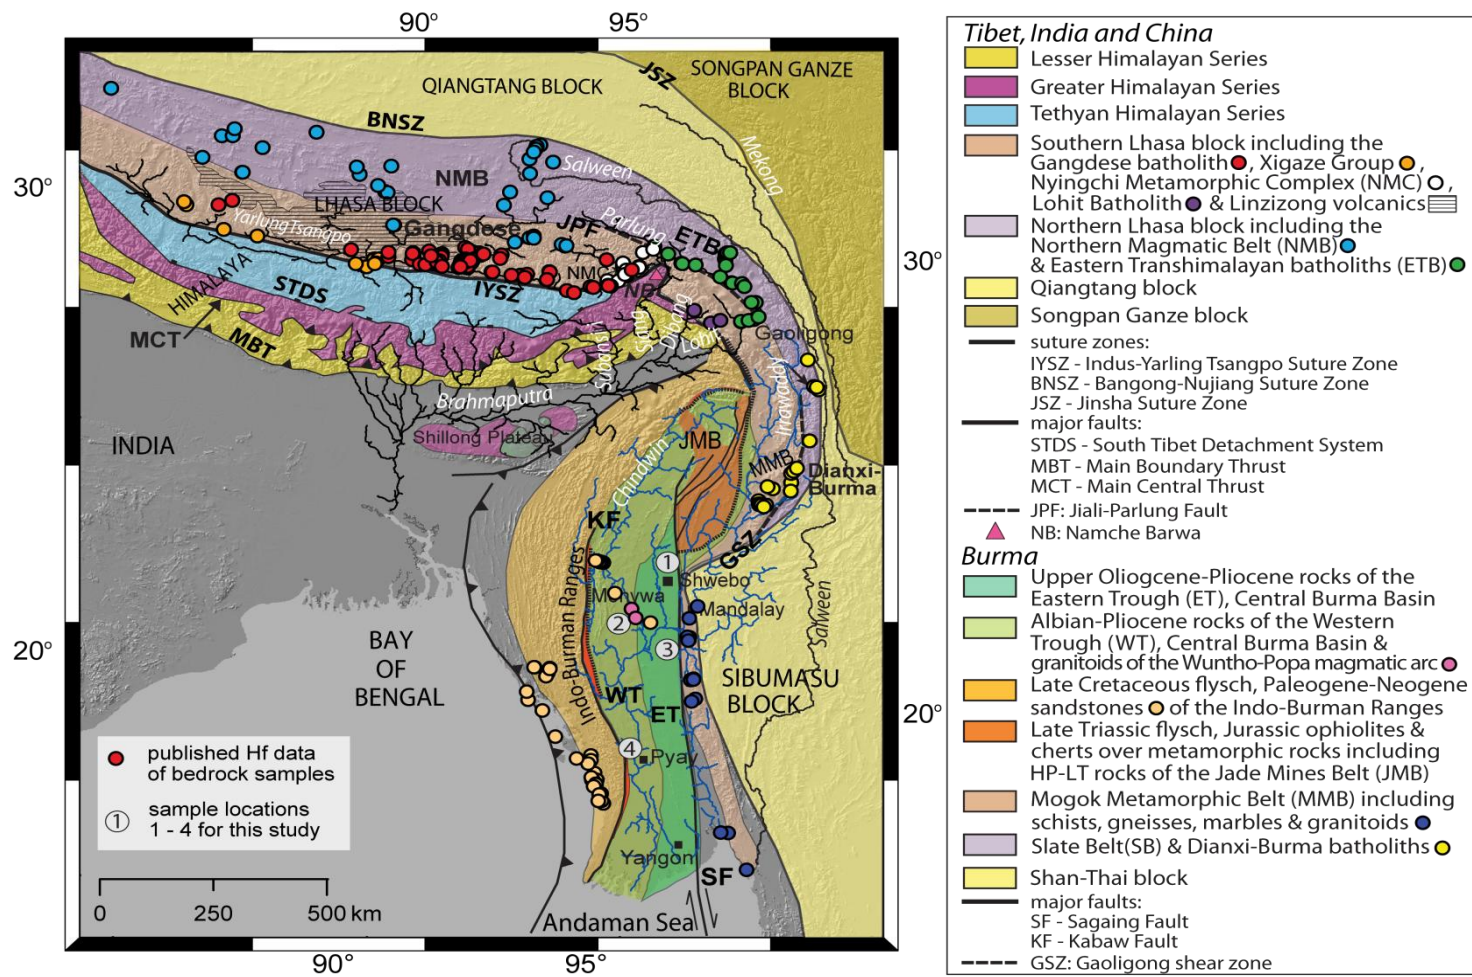 90°
95°
QIANGTANG BLOCK
JSZ
SONGPAN GANZE
BLOCK
BNSZ
Mekong
Salween
30°
NMB
LHASA BLOCK
Parlung
JPF
ETB
YarlungTsangpo
Gangdese
30°
HIMALAYA
STDS
IYSZ
NMC
NB
MCT
MBT
Subansiri
Siang
Dibang
Lohit
Gaoligong
Irrawaddy
Brahmaputra
INDIA
Shillong Plateau
JMB
MMB
Dianxi-
Burma
Chindwin
KF
GSZ
1
Shwebo
Indo-Burman Ranges
Monywa
Mandalay
2
3
Salween
20°
BAY
OF
BENGAL
SIBUMASU
BLOCK
WT
ET
20°
4
Pyay
Yangon
SF
Andaman Sea
published Hf data
of bedrock samples
1 sample locations
1 - 4 for this study
0 250 500 km
90°
95°
Tibet, India and China
Lesser Himalayan Series
Greater Himalayan Series
Tethyan Himalayan Series
Southern Lhasa block including the
Gangdese batholith , Xigaze Group ,
Nyingchi Metamorphic Complex (NMC) ,
Lohit Batholith & Linzizong volcanics
Northern Lhasa block including the
Northern Magmatic Belt (NMB)
& Eastern Transhimalayan batholiths (ETB)
Qiangtang block
Songpan Ganze block
suture zones:
IYSZ - Indus-Yarling Tsangpo Suture Zone
BNSZ - Bangong-Nujiang Suture Zone
JSZ - Jinsha Suture Zone
major faults:
STDS - South Tibet Detachment System
MBT - Main Boundary Thrust
MCT - Main Central Thrust
JPF: Jiali-Parlung Fault
NB: Namche Barwa
Burma
Upper Oliogcene-Pliocene rocks of the
Eastern Trough (ET), Central Burma Basin
Albian-Pliocene rocks of the Western
Trough (WT), Central Burma Basin &
granitoids of the Wuntho-Popa magmatic arc
Late Cretaceous flysch, Paleogene-Neogene
sandstones of the Indo-Burman Ranges
Late Triassic flysch, Jurassic ophiolites &
cherts over metamorphic rocks including
HP-LT rocks of the Jade Mines Belt (JMB)
Mogok Metamorphic Belt (MMB) including
schists, gneisses, marbles & granitoids
Slate Belt(SB) & Dianxi-Burma batholiths
Shan-Thai block
major faults:
SF - Sagaing Fault
KF - Kabaw Fault
GSZ: Gaoligong shear zone